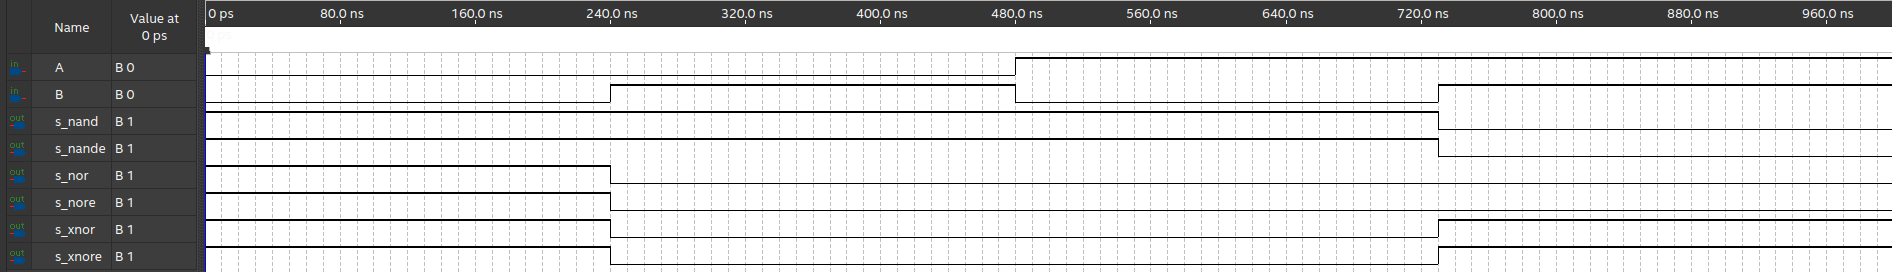 Name
Value at
0 ps
0 ps 80.0 ns 160.0 ns 240.0 ns 320.0 ns 400.0 ns 480.0 ns 560.0 ns 640.0 ns 720.0 ns 800.0 ns 880.0 ns 960.0 ns
in A B 0
in B B 0
out s_nand B 1
out s_nande B 1
out s_nor B 1
out s_nore B 1
out s_xnor B 1
out s_xnore B 1